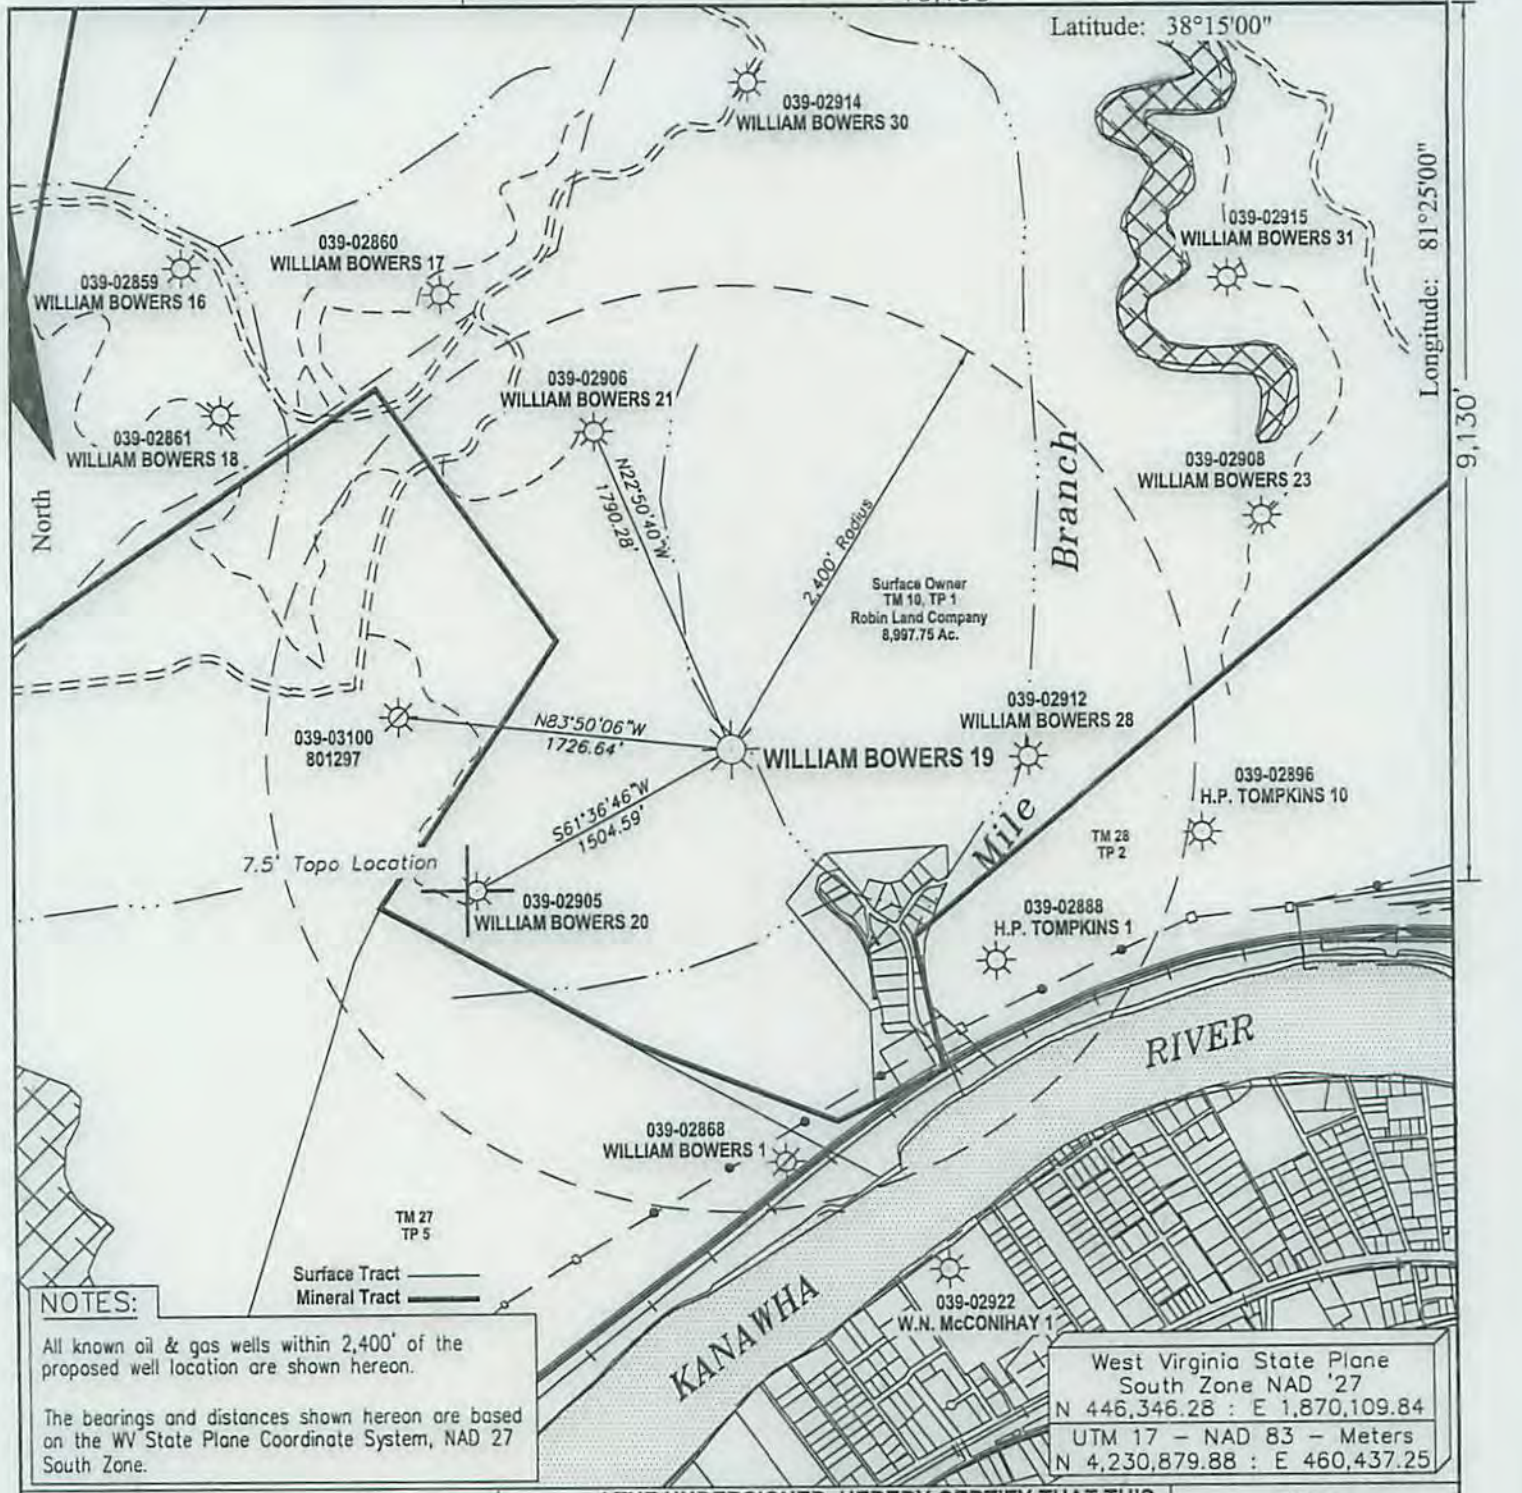 Latitude: 38°15'00"
Longitude: 81°25'00"
9,130'
039-02914
WILLIAM BOWERS 30
039-02915
WILLIAM BOWERS 31
039-02860
WILLIAM BOWERS 17
039-02859
WILLIAM BOWERS 16
039-02906
WILLIAM BOWERS 21
039-02861
WILLIAM BOWERS 18
North
039-02908
WILLIAM BOWERS 23
N22°50'40"W
1790.28'
2,400' Radius
Branch
Surface Owner
TM 10, TP 1
Robin Land Company
8,997.75 Ac.
039-03100
801297
N83°50'06"W
1726.64'
WILLIAM BOWERS 19
039-02912
WILLIAM BOWERS 28
S61°36'46"W
1504.59'
Mile
039-02896
H.P. TOMPKINS 10
TM 28
TP 2
7.5' Topo Location
039-02905
WILLIAM BOWERS 20
039-02888
H.P. TOMPKINS 1
RIVER
039-02868
WILLIAM BOWERS 1
TM 27
TP 5
KANAWHA
039-02922
W.N. McCONIHAY 1
Surface Tract
Mineral Tract
NOTES:
All known oil & gas wells within 2,400' of the
proposed well location are shown hereon.
The bearings and distances shown hereon are based
on the WV State Plane Coordinate System, NAD 27
South Zone.
West Virginia State Plane
South Zone NAD '27
N 446,346.28 : E 1,870,109.84
UTM 17 - NAD 83 - Meters
N 4,230,879.88 : E 460,437.25